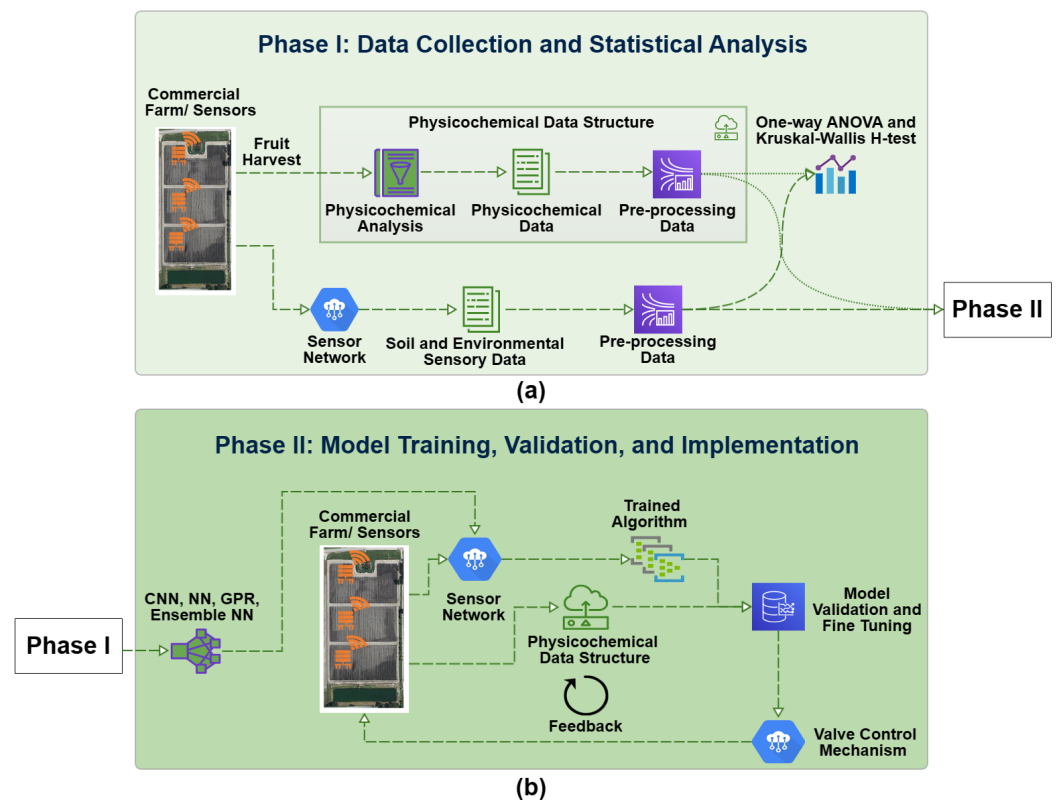 Phase I: Data Collection and Statistical Analysis
Commercial
Farm/ Sensors
Fruit
Harvest
Physicochemical Data Structure
One-way ANOVA and
Kruskal-Wallis H-test
Physicochemical
Analysis
Physicochemical
Data
Pre-processing
Data
Phase II
Sensor
Network
Soil and Environmental
Sensory Data
Pre-processing
Data
(a)
Phase II: Model Training, Validation, and Implementation
Commercial
Farm/ Sensors
Trained
Algorithm
CNN, NN, GPR,
Ensemble NN
Sensor
Network
Model
Validation and
Fine Tuning
Phase I
Physicochemical
Data Structure
Feedback
Valve Control
Mechanism
(b)